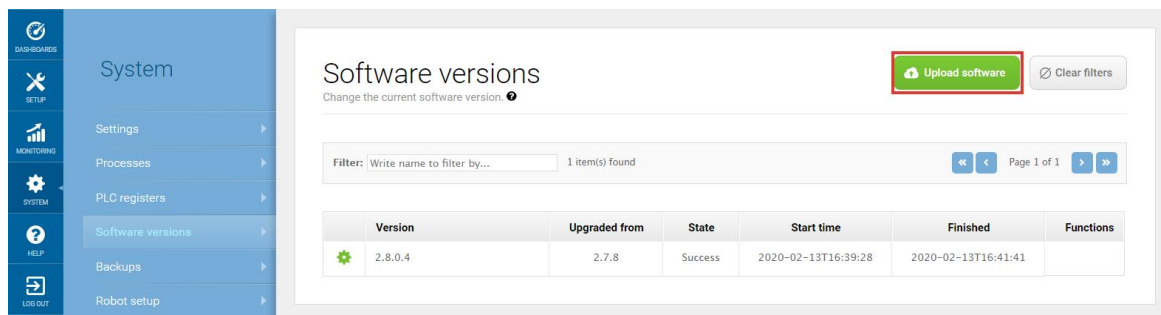 DASHBOARDS
SETUP
MONITORING
SYSTEM
HELP
LOG OUT
System
Settings
Processes
PLC registers
Software versions
Backups
Robot setup
Software versions
Change the current software version. ?
Upload software
Clear filters
Filter: Write name to filter by... 1 item(s) found
« ‹ Page 1 of 1 › »
Version Upgraded from State Start time Finished Functions
2.8.0.4 2.7.8 Success 2020-02-13T16:39:28 2020-02-13T16:41:41